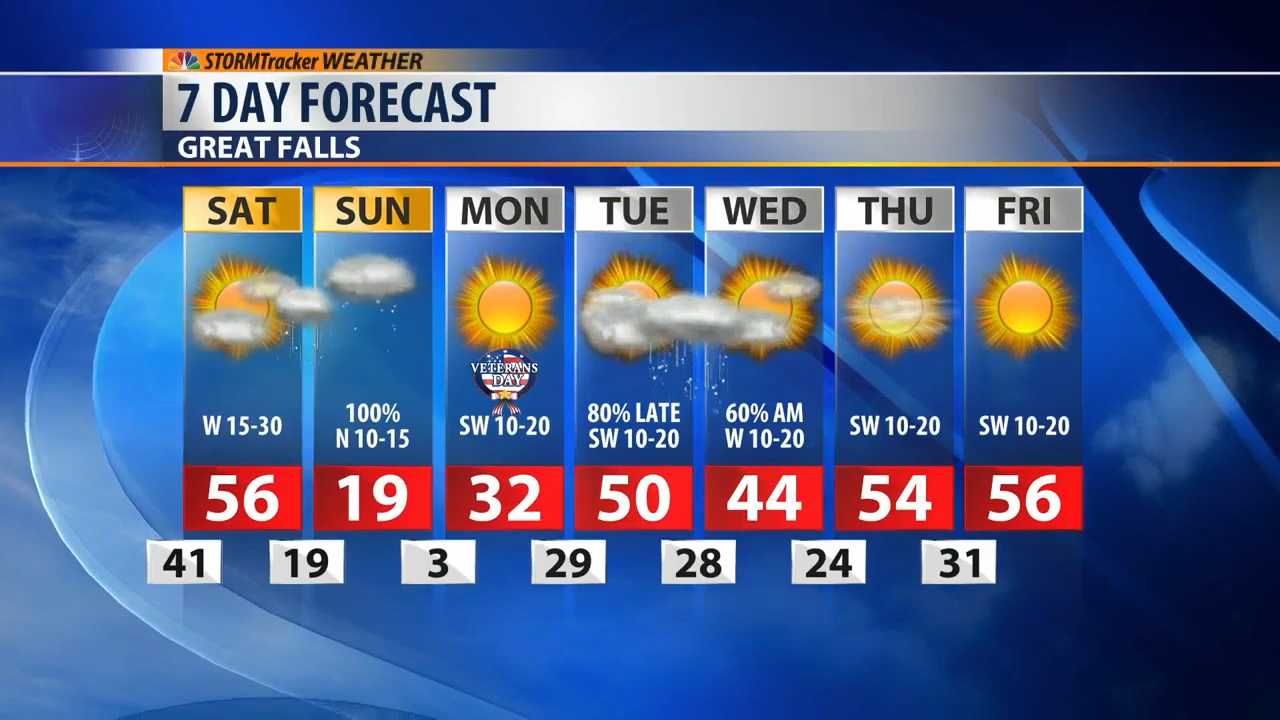 STORMTracker WEATHER
7 DAY FORECAST
GREAT FALLS
SAT SUN MON TUE WED THU FRI
VETERANS
DAY
100% 80% LATE 60% AM
W 15-30 N 10-15 SW 10-20 SW 10-20 W 10-20 SW 10-20 SW 10-20
56 19 32 50 44 54 56
41 19 3 29 28 24 31